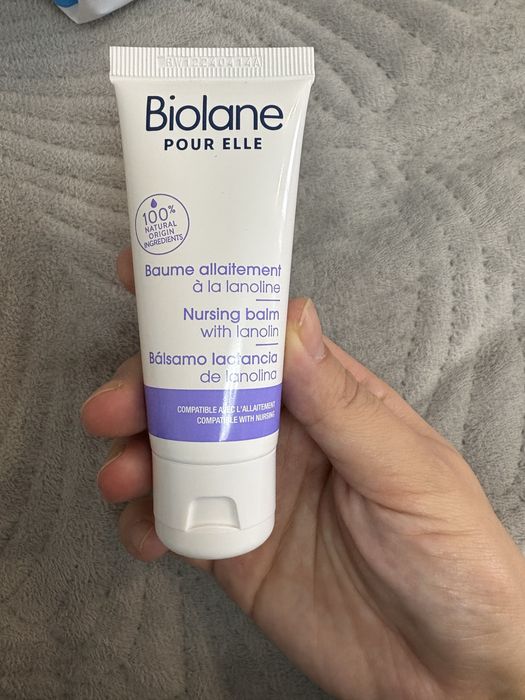 Biolane
POUR ELLE
100%
NATURAL
ORIGIN
INGREDIENTS
Baume allaitement
à la lanoline
Nursing balm
with lanolin
Bálsamo lactancia
de lanolina
COMPATIBLE AVEC L'ALLAITEMENT
COMPATIBLE WITH NURSING